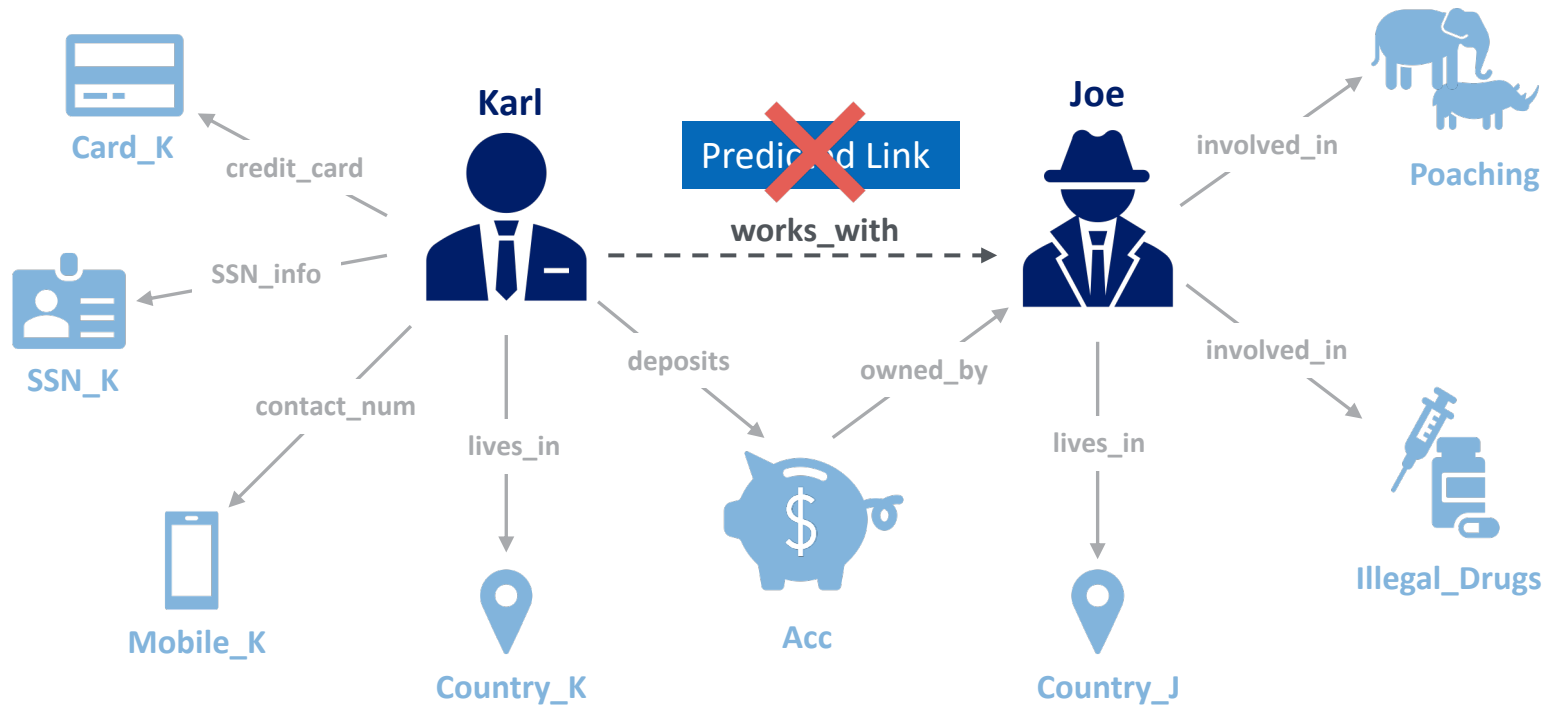 Karl
Joe
Card_K
credit_card
Predicted Link
works_with
involved_in
Poaching
SSN_info
SSN_K
contact_num
lives_in
deposits
owned_by
lives_in
involved_in
$
Mobile_K
Country_K
Acc
Country_J
Illegal_Drugs